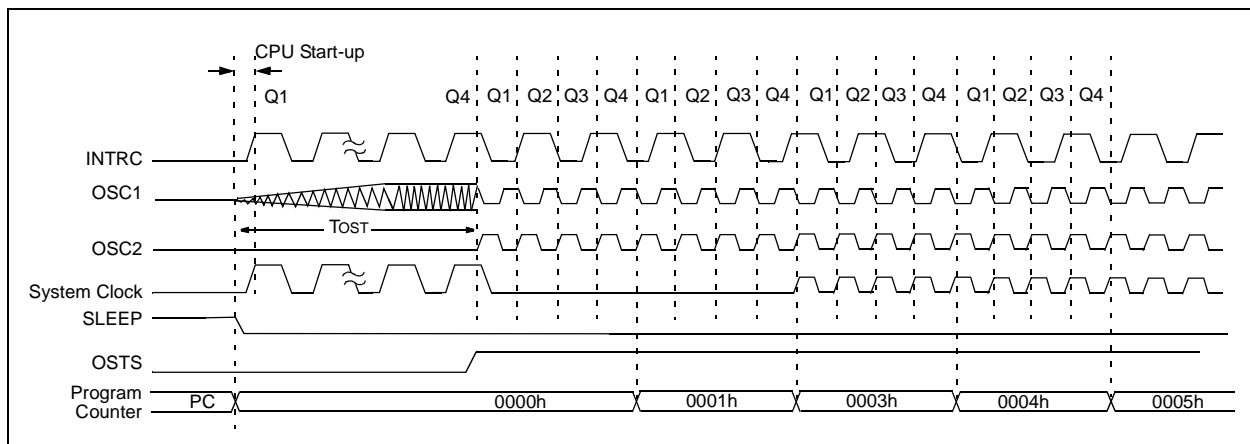 CPU Start-up
Q1 Q4 Q1 Q2 Q3 Q4 Q1 Q2 Q3 Q4 Q1 Q2 Q3 Q4 Q1 Q2 Q3 Q4
INTRC
OSC1
TOST
OSC2
System Clock
SLEEP
OSTS
Program Counter PC 0000h 0001h 0003h 0004h 0005h